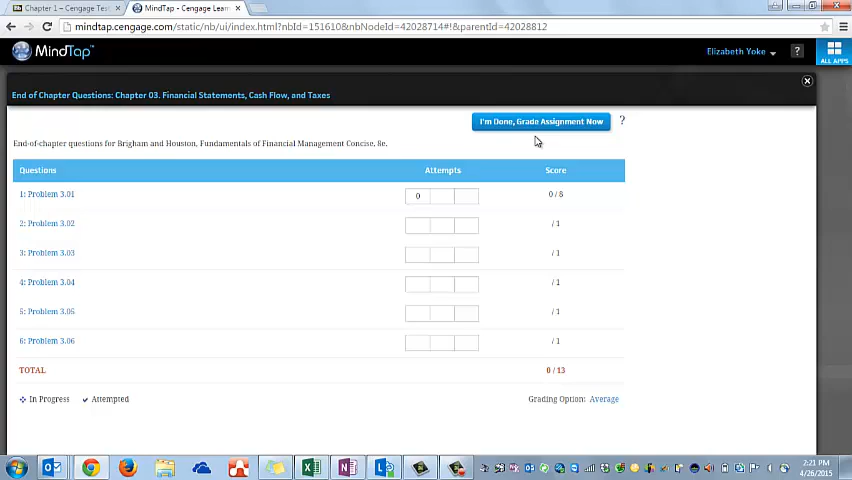 Chapter 1 – Cengage Test
MindTap - Cengage Lear
mindtap.cengage.com/static/nb/ui/index.html?nbId=151610&nbNodeId=42028714#!&parentId=42028812
MindTap™
Elizabeth Yoke
?
ALL APPS
End of Chapter Questions: Chapter 03. Financial Statements, Cash Flow, and Taxes
I'm Done, Grade Assignment Now
?
End-of-chapter questions for Brigham and Houston, Fundamentals of Financial Management Concise, 8e.
Questions Attempts Score
1: Problem 3.01 0 0 / 8
2: Problem 3.02 / 1
3: Problem 3.03 / 1
4: Problem 3.04 / 1
5: Problem 3.05 / 1
6: Problem 3.06 / 1
TOTAL 0 / 13
In Progress Attempted Grading Option: Average
2:21 PM
4/26/2015